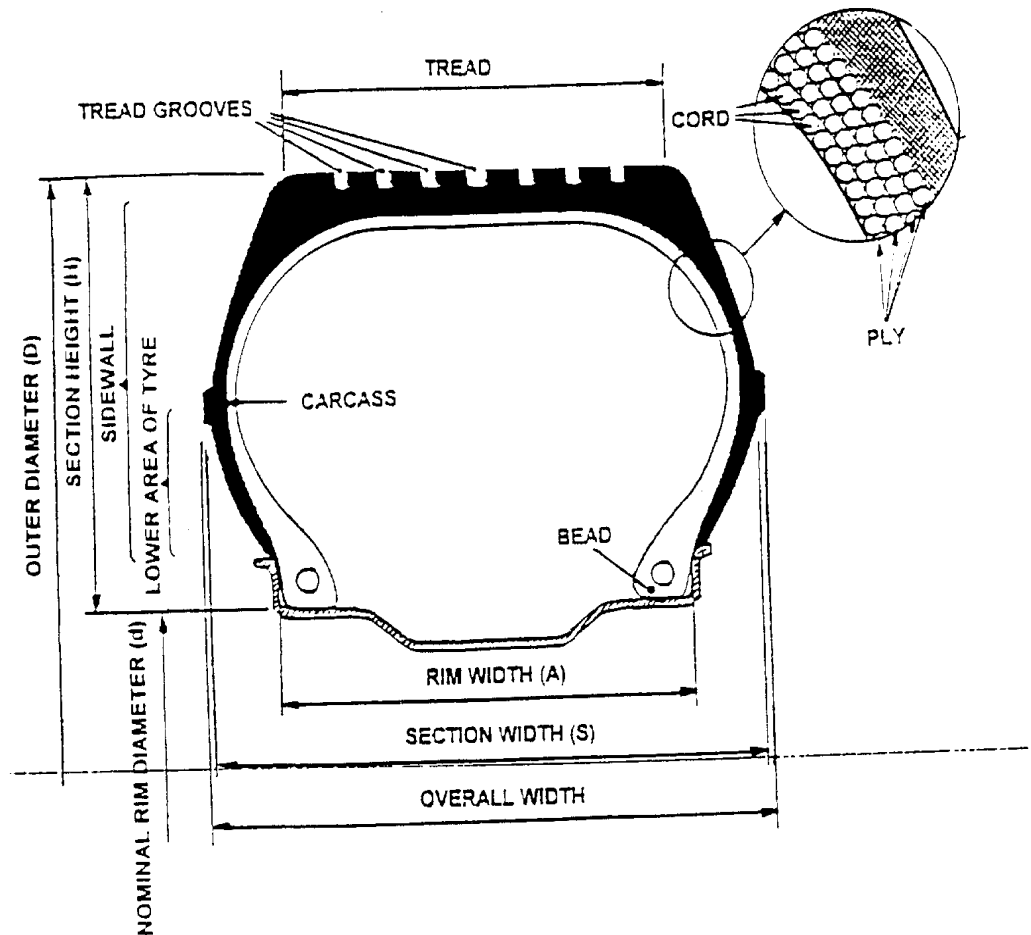 TREAD
TREAD GROOVES
CORD
PLY
OUTER DIAMETER (D)
SECTION HEIGHT (H)
SIDEWALL
LOWER AREA OF TYRE
CARCASS
BEAD
NOMINAL RIM DIAMETER (d)
RIM WIDTH (A)
SECTION WIDTH (S)
OVERALL WIDTH